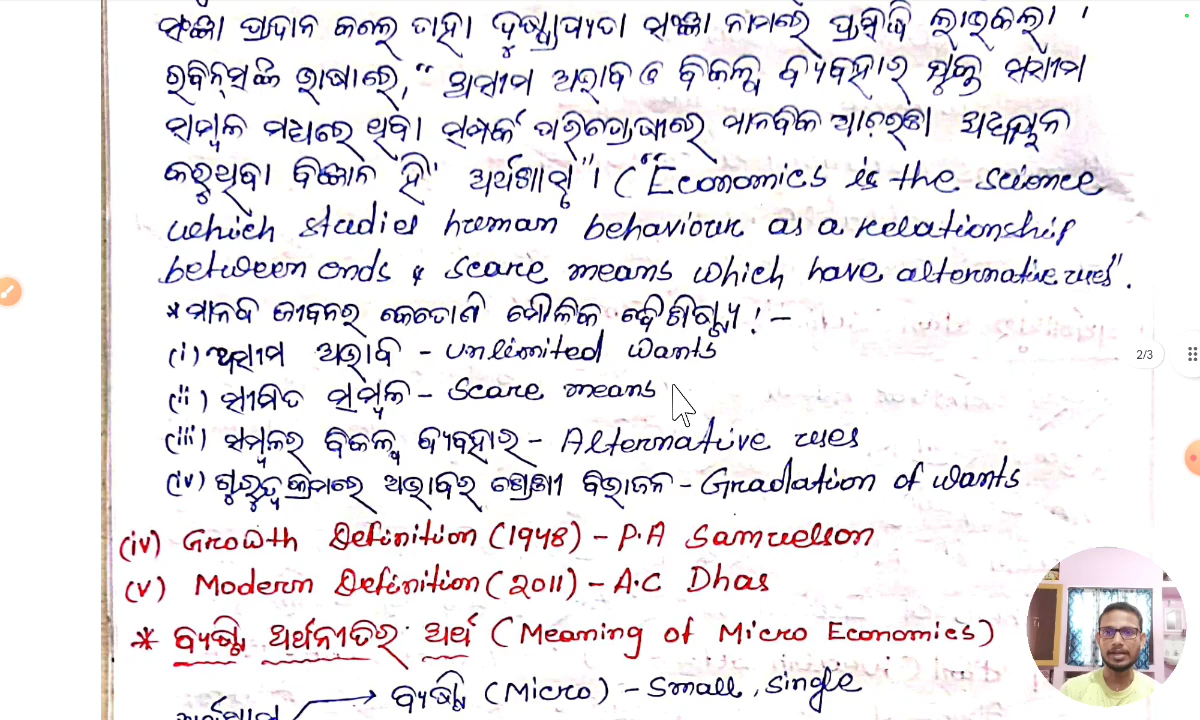 ସଂଜ୍ଞା ପ୍ରଦାନ କଲେ ତାହା ଦୁଷ୍ପ୍ରାପ୍ୟତା ସଂଜ୍ଞା ନାମରେ ପ୍ରସିଦ୍ଧି ଲାଭକଲା ।
ରବିନ୍ସଙ୍କ ଭାଷାରେ, "ଅସୀମ ଅଭାବ ଓ ବିକଳ୍ପ ବ୍ୟବହାର ଯୁକ୍ତ ସସୀମ
ସମ୍ବଳ ମଧ୍ୟରେ ଥିବା ସମ୍ପର୍କ ପରିପ୍ରେକ୍ଷୀରେ ମାନବିକ ଆଚରଣ ଅଧ୍ୟୟନ
କରୁଥିବା ବିଜ୍ଞାନ ହିଁ ଅର୍ଥଶାସ୍ତ୍ର"। ("Economics is the science
which studies human behaviour as a relationship
between ends & scare means which have alternative uses".
*ମାନବ ଜୀବନର କେତୋଟି ମୌଳିକ ବୈଶିଷ୍ଟ୍ୟ !-
(i) ଅସୀମ ଅଭାବ - unlimited wants
(ii) ସୀମିତ ସମ୍ବଳ - Scare means
(iii) ସମ୍ବଳର ବିକଳ୍ପ ବ୍ୟବହାର - Alternative uses
(iv) ଗୁରୁତ୍ୱ କ୍ରମରେ ଅଭାବର ଶ୍ରେଣୀ ବିଭାଜନ - Gradation of wants
(iv) Growth Definition (1948) - P.A Samuelson
(v) Modern Definition (2011) - A.C Dhas
* ବ୍ୟଷ୍ଟି ଅର୍ଥନୀତିର ଅର୍ଥ (Meaning of Micro Economics)
ବ୍ୟଷ୍ଟି (Micro) - Small, single
2/3